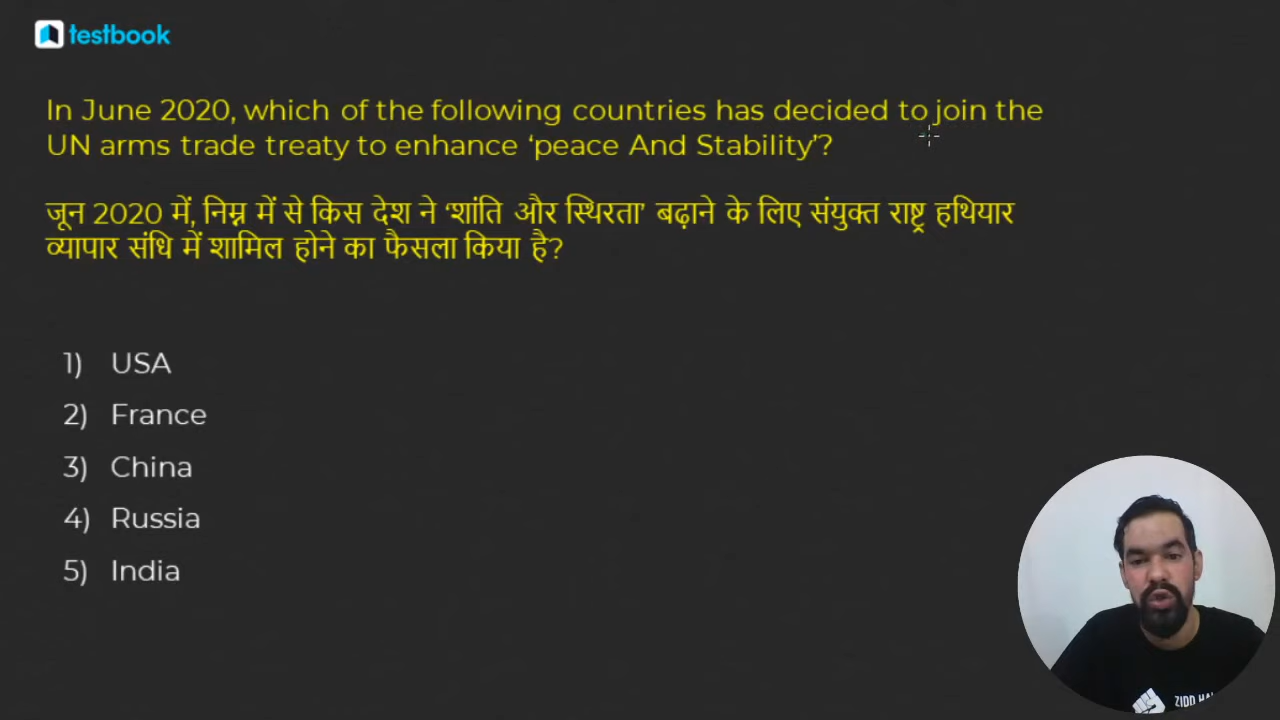 testbook
In June 2020, which of the following countries has decided to join the
UN arms trade treaty to enhance ‘peace And Stability’?
जून 2020 में, निम्न में से किस देश ने ‘शांति और स्थिरता’ बढ़ाने के लिए संयुक्त राष्ट्र हथियार
व्यापार संधि में शामिल होने का फैसला किया है?
1) USA
2) France
3) China
4) Russia
5) India